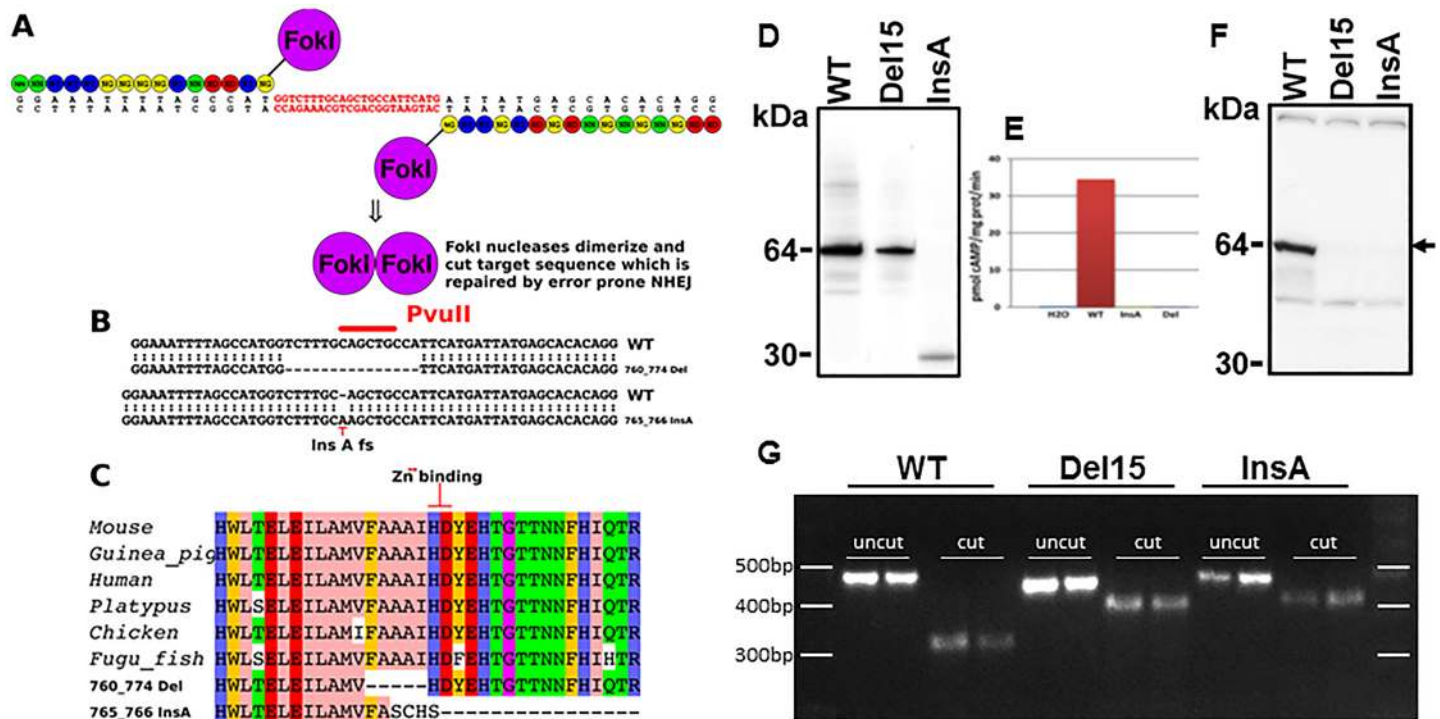 A
FokI
GGTCTTTGCAGCTGCCATTCATG
CCAGAAACGTCGACGGTAAGTAC
FokI
FokI FokI
FokI nucleases dimerize and
cut target sequence which is
repaired by error prone NHEJ
B
PvuII
GGAAATTTTAGCCATGGTCTTTGCAGCTGCCATTCATGATTATGAGCACACAGG WT
GGAAATTTTAGCCATGG---------------TTCATGATTATGAGCACACAGG 760_774 Del
GGAAATTTTAGCCATGGTCTTTGC-AGCTGCCATTCATGATTATGAGCACACAGG WT
GGAAATTTTAGCCATGGTCTTTGCAAGCTGCCATTCATGATTATGAGCACACAGG 765_766 InsA
Ins A fs
C
Zn binding
Mouse HWLTELEILAMVFAAAIHDYEHTGTTNNFHIQTR
Guinea_pig HWLTELEILAMVFAAAIHDYEHTGTTNNFHIQTR
Human HWLTELEILAMVFAAAIHDYEHTGTTNNFHIQTR
Platypus HWLSELEILAMVFAAAIHDYEHTGTTNNFHIQTR
Chicken HWLTELEILAMIFAAAIHDYEHTGTTNNFHIQTR
Fugu_fish HWLSELEILAMVFAAAIHDFEHTGTTNNFHIHTR
760_774 Del HWLTELEILAMV-----HDYEHTGTTNNFHIQTR
765_766 InsA HWLTELEILAMVFASCHS----------------
D
WT Del15 InsA
kDa
64-
30-
E
pmol cAMP/mg prot/min
40
30
20
10
0
H2O WT InsA Del
F
WT Del15 InsA
kDa
64-
30-
G
WT Del15 InsA
uncut cut uncut cut uncut cut
500bp
400bp
300bp